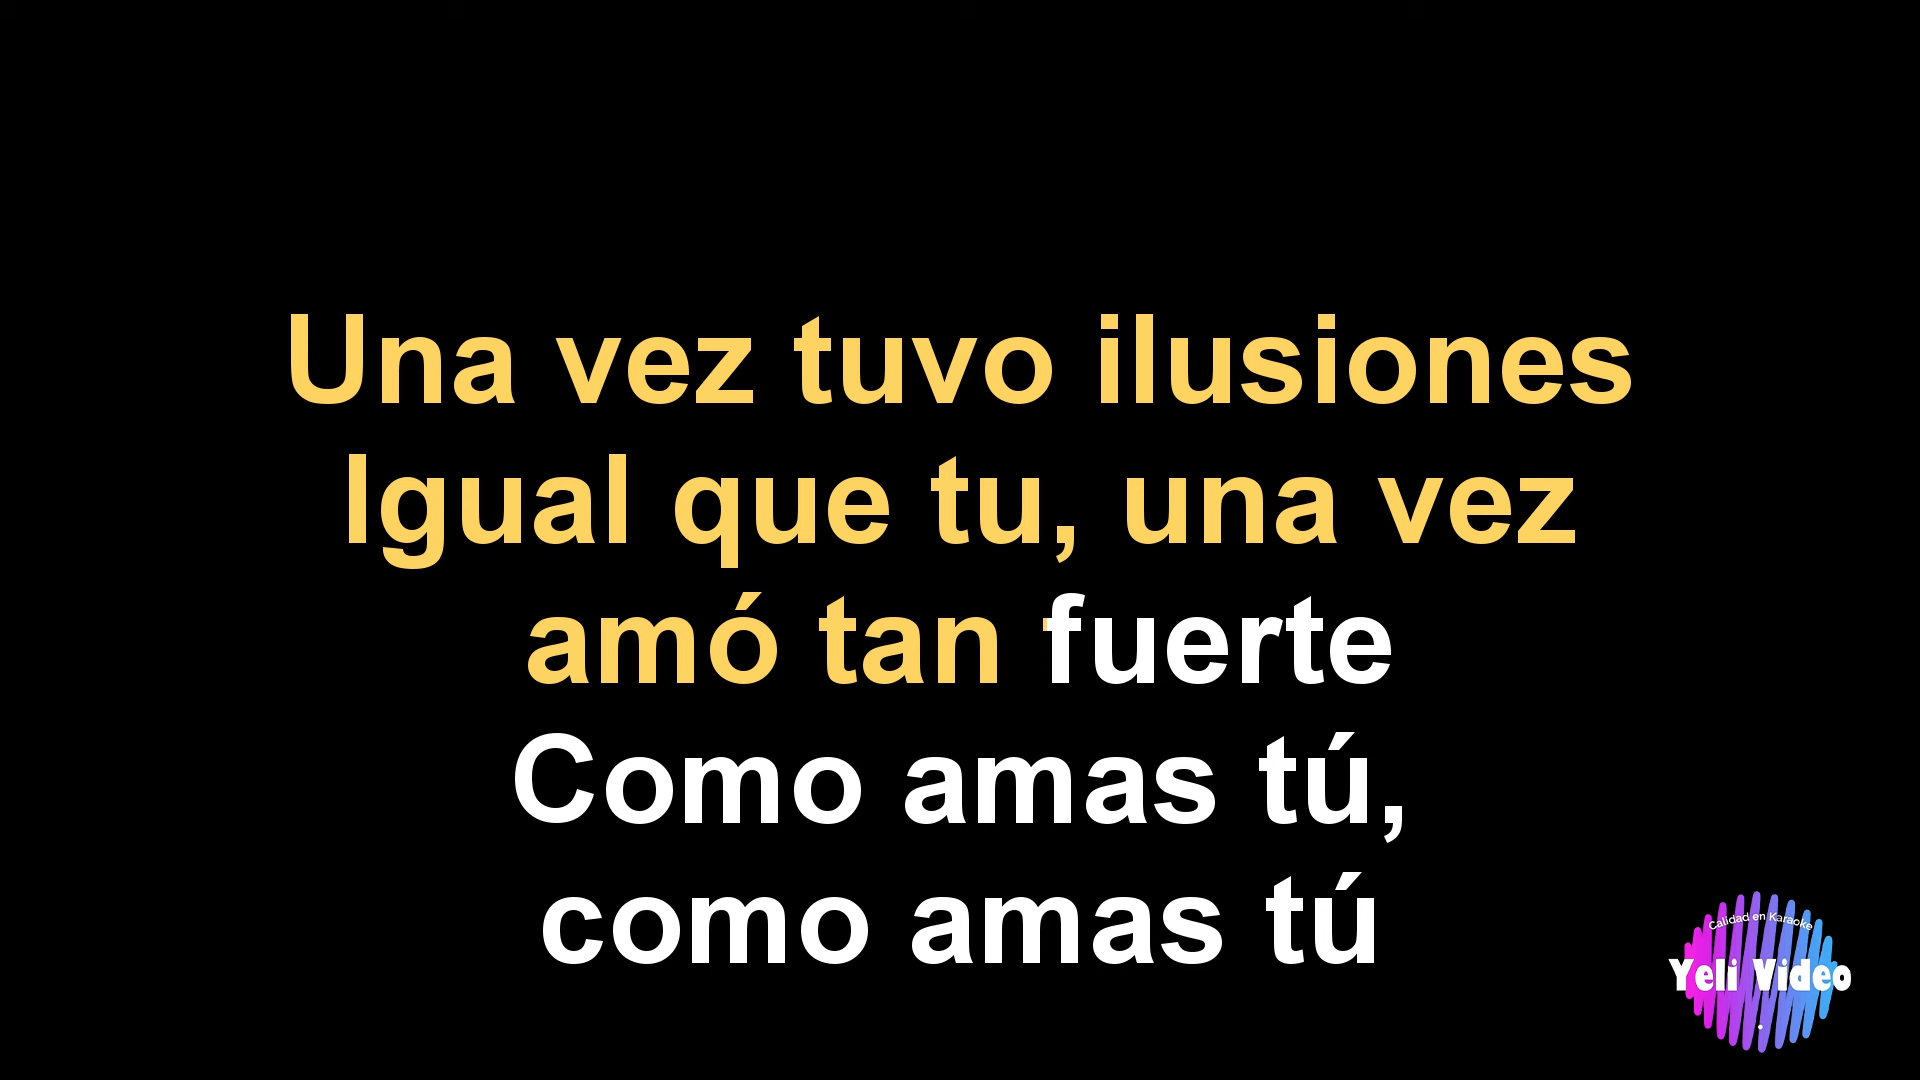 Una vez tuvo ilusiones
Igual que tu, una vez
amó tan fuerte
Como amas tú,
como amas tú
Calidad en Karaoke
Yeli Video